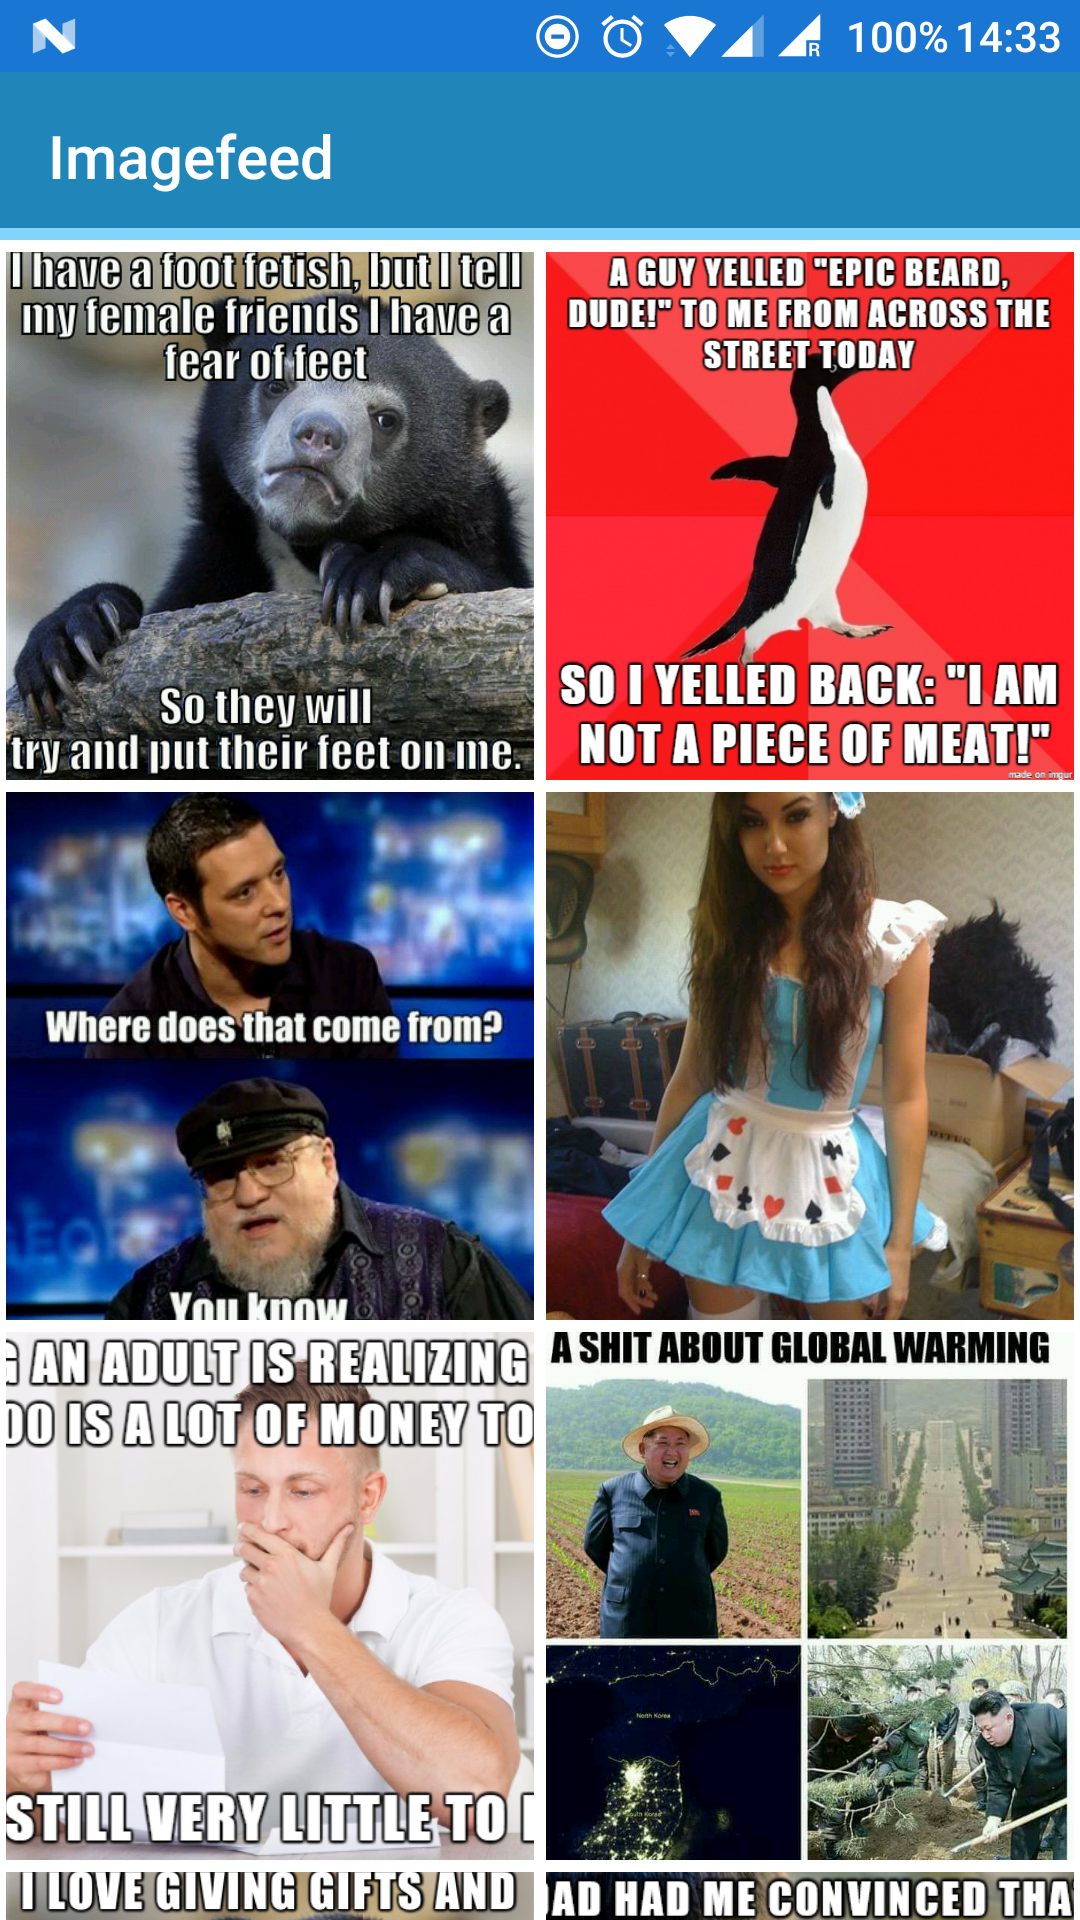 100% 14:33
R
Imagefeed
I have a foot fetish, but I tell
my female friends I have a
fear of feet
So they will
try and put their feet on me.
A GUY YELLED "EPIC BEARD,
DUDE!" TO ME FROM ACROSS THE
STREET TODAY
SO I YELLED BACK: "I AM
NOT A PIECE OF MEAT!"
made on imgur
Where does that come from?
You know
AN ADULT IS REALIZING
IS A LOT OF MONEY TO
STILL VERY LITTLE TO
A SHIT ABOUT GLOBAL WARMING
North Korea
South Korea
I LOVE GIVING GIFTS AND
HAD ME CONVINCED